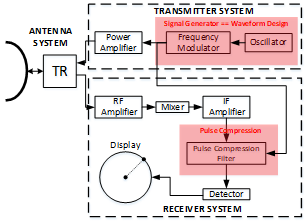 TRANSMITTER SYSTEM
Signal Generator == Waveform Design
ANTENNA
SYSTEM
Power
Amplifier
Frequency
Modulator
Oscillator
TR
RF
Amplifier
Mixer
IF
Amplifier
Pulse Compression
Display
Pulse Compression
Filter
Detector
RECEIVER SYSTEM